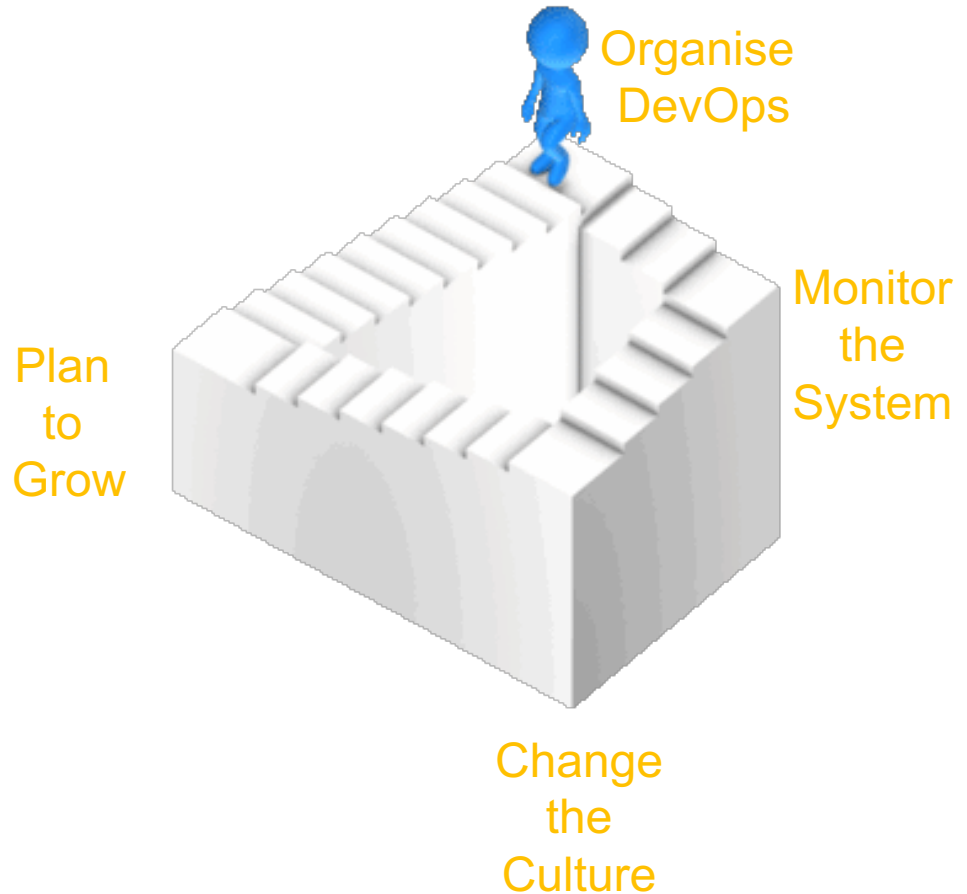 Organise
DevOps
Monitor
the
System
Plan
to
Grow
Change
the
Culture